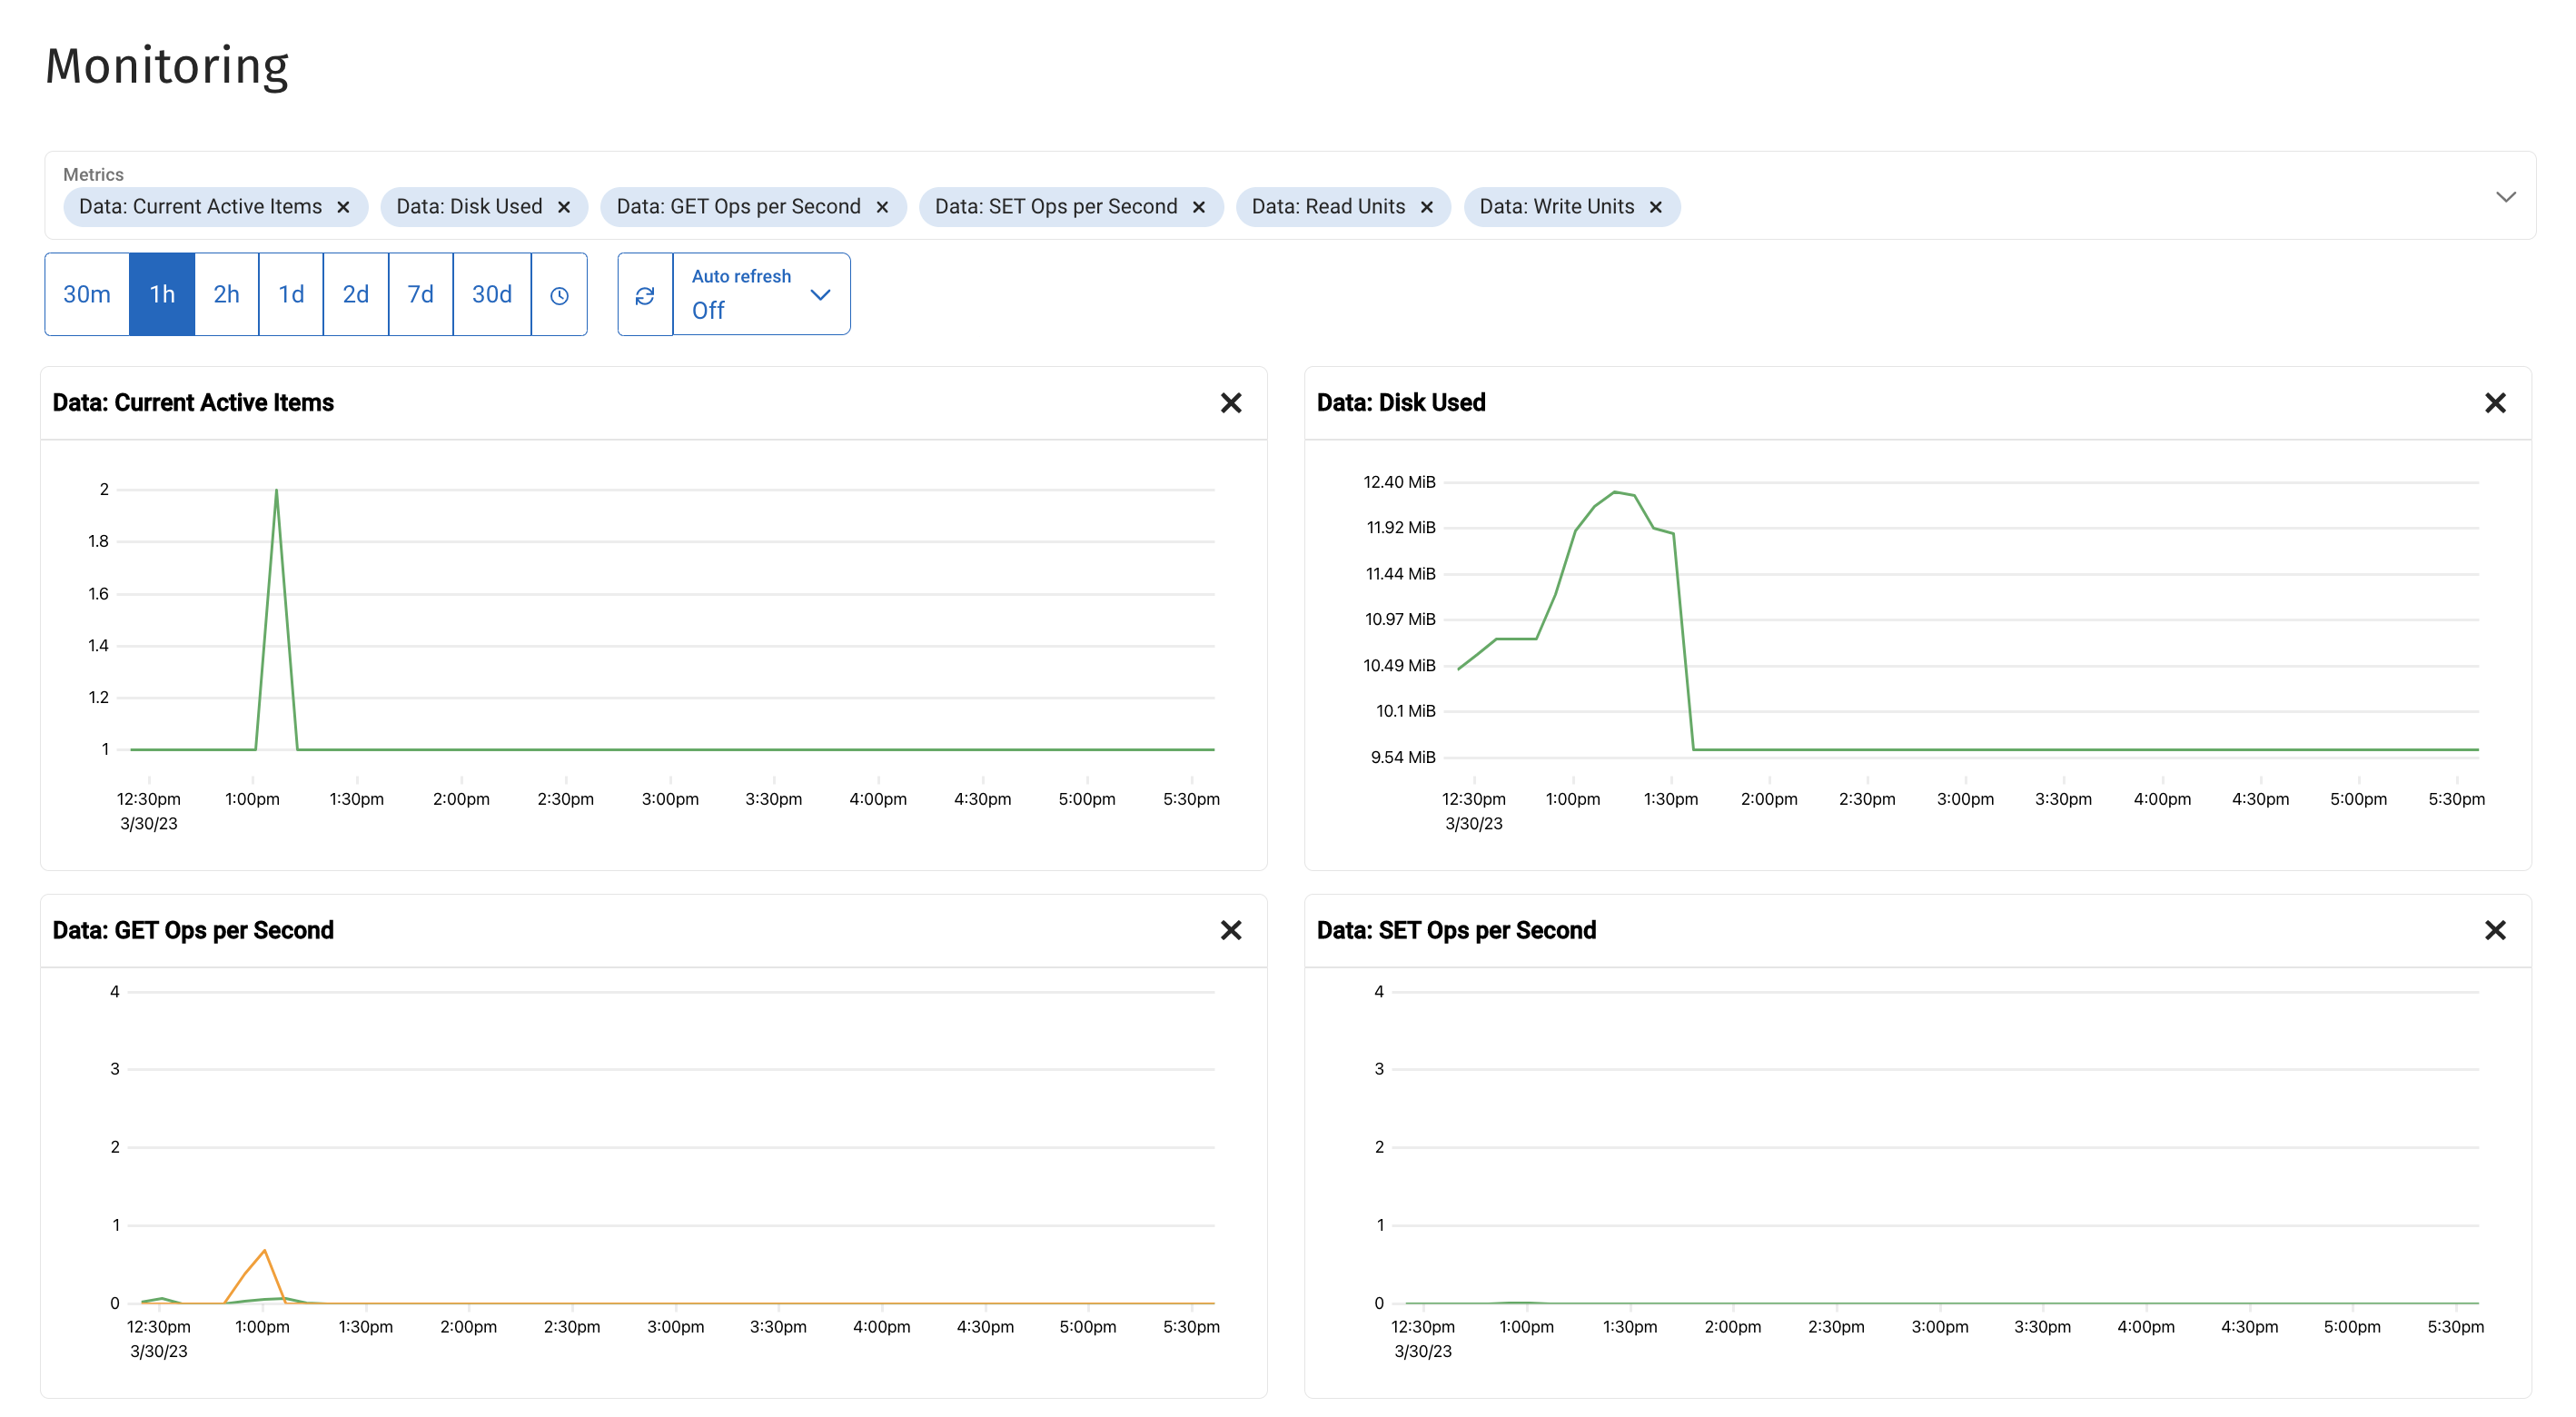 Monitoring
Metrics
Data: Current Active Items × Data: Disk Used × Data: GET Ops per Second × Data: SET Ops per Second × Data: Read Units × Data: Write Units ×
30m 1h 2h 1d 2d 7d 30d
Auto refresh
Off
Data: Current Active Items
2
1.8
1.6
1.4
1.2
1
12:30pm 1:00pm 1:30pm 2:00pm 2:30pm 3:00pm 3:30pm 4:00pm 4:30pm 5:00pm 5:30pm
3/30/23
Data: Disk Used
12.40 MiB
11.92 MiB
11.44 MiB
10.97 MiB
10.49 MiB
10.1 MiB
9.54 MiB
12:30pm 1:00pm 1:30pm 2:00pm 2:30pm 3:00pm 3:30pm 4:00pm 4:30pm 5:00pm 5:30pm
3/30/23
Data: GET Ops per Second
4
3
2
1
0
12:30pm 1:00pm 1:30pm 2:00pm 2:30pm 3:00pm 3:30pm 4:00pm 4:30pm 5:00pm 5:30pm
3/30/23
Data: SET Ops per Second
4
3
2
1
0
12:30pm 1:00pm 1:30pm 2:00pm 2:30pm 3:00pm 3:30pm 4:00pm 4:30pm 5:00pm 5:30pm
3/30/23